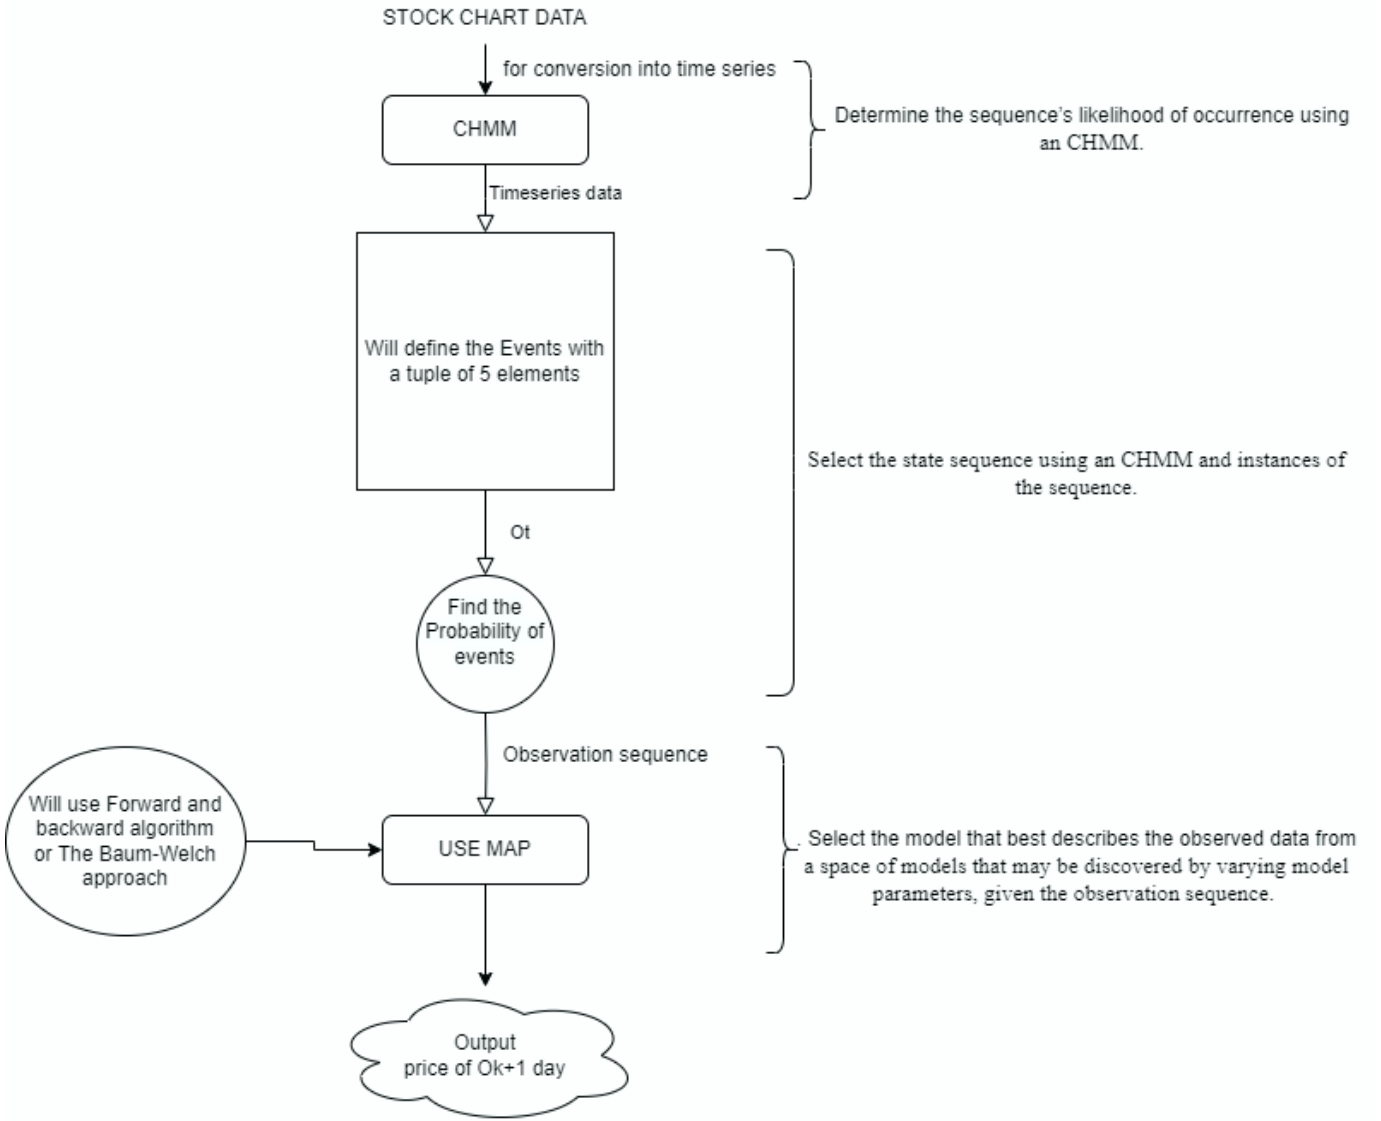 STOCK CHART DATA
for conversion into time series
CHMM
Determine the sequence's likelihood of occurrence using
an CHMM.
Timeseries data
Will define the Events with
a tuple of 5 elements
Select the state sequence using an CHMM and instances of
the sequence.
Ot
Find the
Probability of
events
Observation sequence
Will use Forward and
backward algorithm
or The Baum-Welch
approach
USE MAP
. Select the model that best describes the observed data from
a space of models that may be discovered by varying model
parameters, given the observation sequence.
Output
price of Ok+1 day